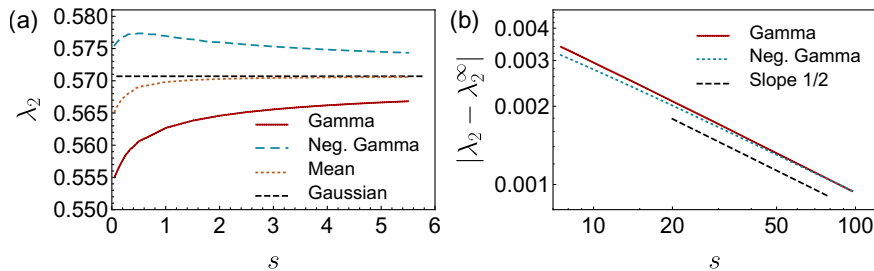 (a)
0.580
0.575
0.570
0.565
0.560
0.555
0.550
λ₂
Gamma
Neg. Gamma
Mean
Gaussian
0 1 2 3 4 5 6
s
(b)
0.004
0.003
0.002
0.001
|λ₂ − λ₂^∞|
Gamma
Neg. Gamma
Slope 1/2
10 20 50 100
s